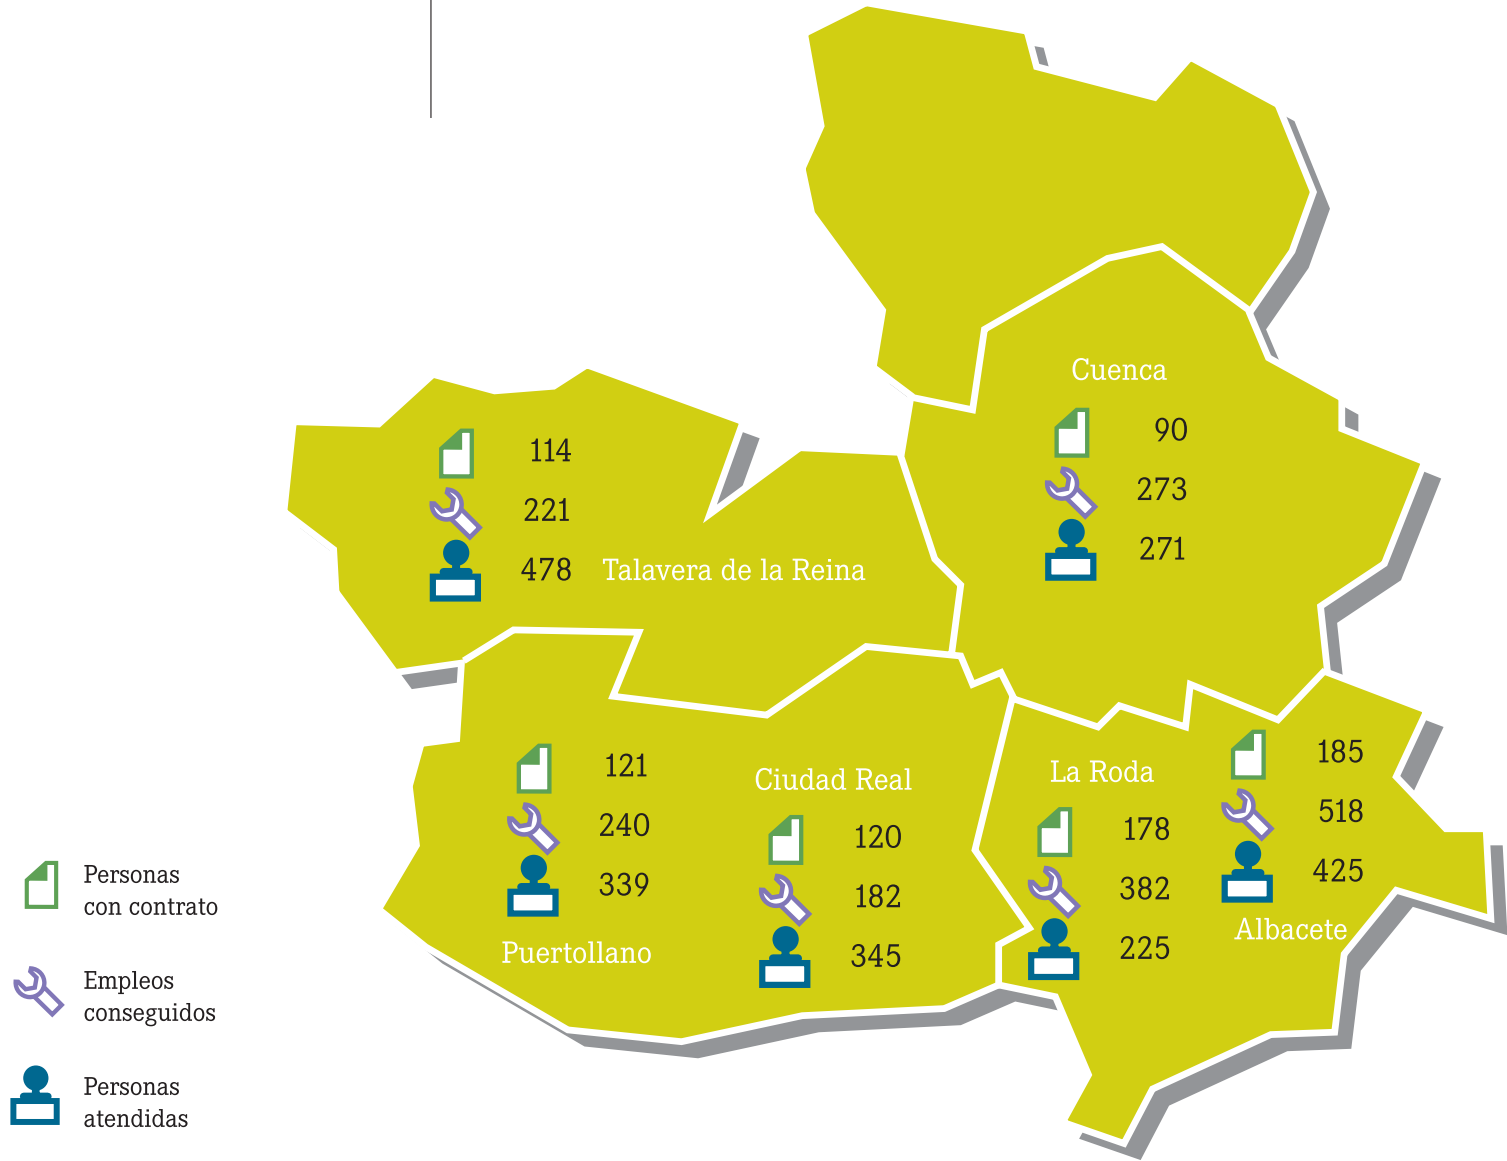 Cuenca
90
273
271
114
221
478
Talavera de la Reina
121
240
339
Puertollano
Ciudad Real
120
182
345
La Roda
178
382
225
185
518
425
Albacete
Personas
con contrato
Empleos
conseguidos
Personas
atendidas